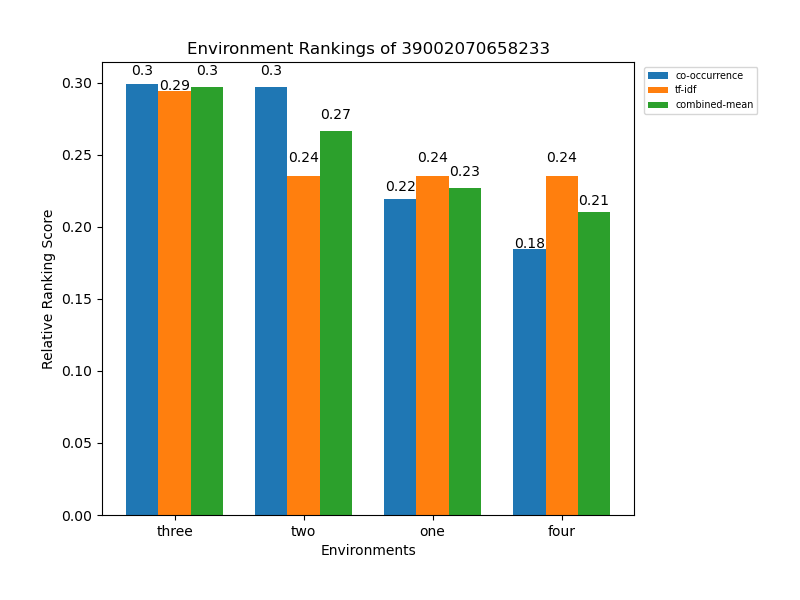 Environment Rankings of 39002070658233
co-occurrence
tf-idf
combined-mean
0.3
0.29
0.3
0.3
0.24
0.27
0.22
0.24
0.23
0.18
0.24
0.21
Relative Ranking Score
0.30
0.25
0.20
0.15
0.10
0.05
0.00
three two one four
Environments